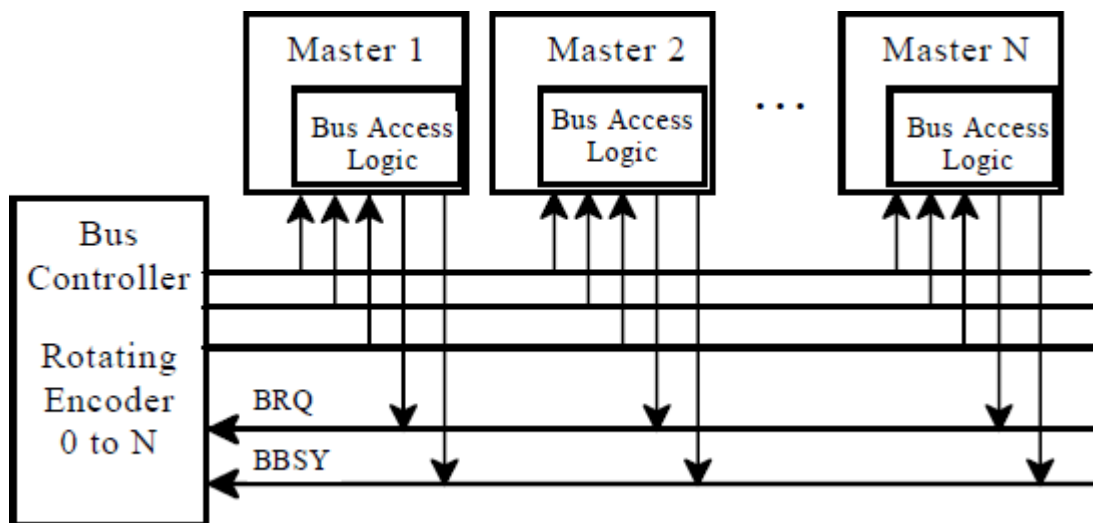 Master 1
Bus Access
Logic
Master 2
Bus Access
Logic
...
Master N
Bus Access
Logic
Bus
Controller
Rotating
Encoder
0 to N
BRQ
BBSY